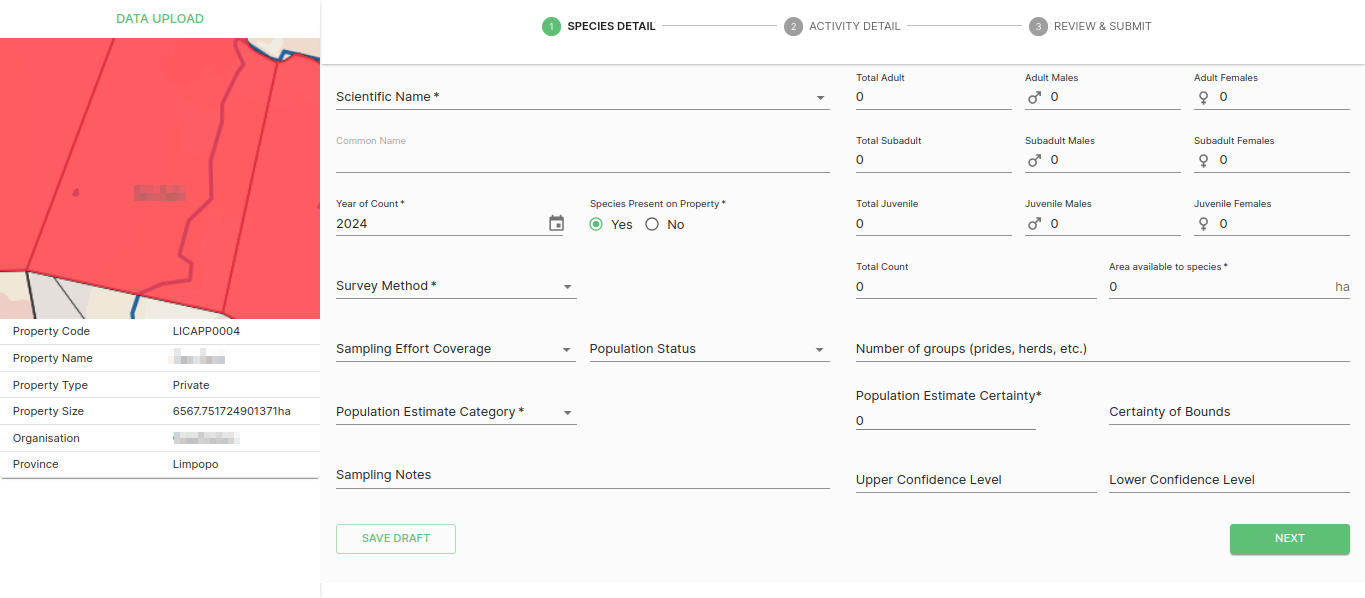 DATA UPLOAD
1 SPECIES DETAIL
2 ACTIVITY DETAIL
3 REVIEW & SUBMIT
Property Code LICAPP0004
Property Name
Property Type Private
Property Size 6567.751724901371ha
Organisation
Province Limpopo
Scientific Name *
Common Name
Year of Count *
2024
Species Present on Property *
Yes No
Survey Method *
Sampling Effort Coverage
Population Status
Population Estimate Category *
Sampling Notes
Total Adult Adult Males Adult Females
0 0 0
Total Subadult Subadult Males Subadult Females
0 0 0
Total Juvenile Juvenile Males Juvenile Females
0 0 0
Total Count Area available to species *
0 0 ha
Number of groups (prides, herds, etc.)
Population Estimate Certainty*
0
Certainty of Bounds
Upper Confidence Level Lower Confidence Level
SAVE DRAFT
NEXT